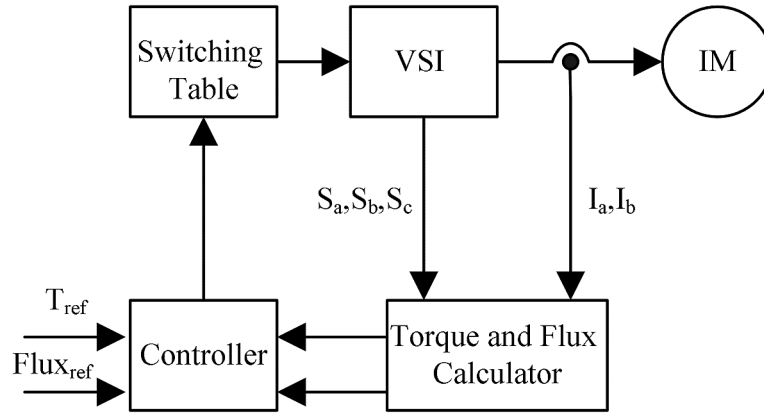 Switching
Table
VSI
IM
Sa,Sb,Sc
Ia,Ib
Tref
Fluxref
Controller
Torque and Flux
Calculator